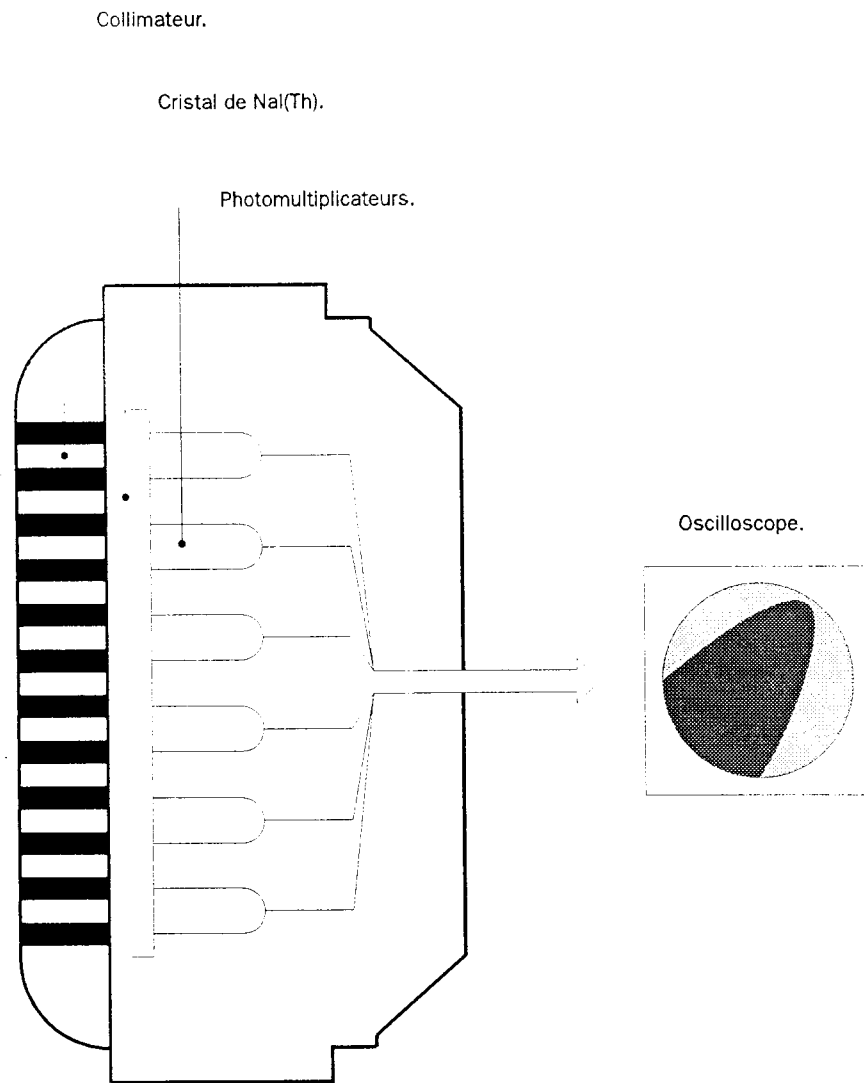 Collimateur.
Cristal de NaI(Th).
Photomultiplicateurs.
Oscilloscope.